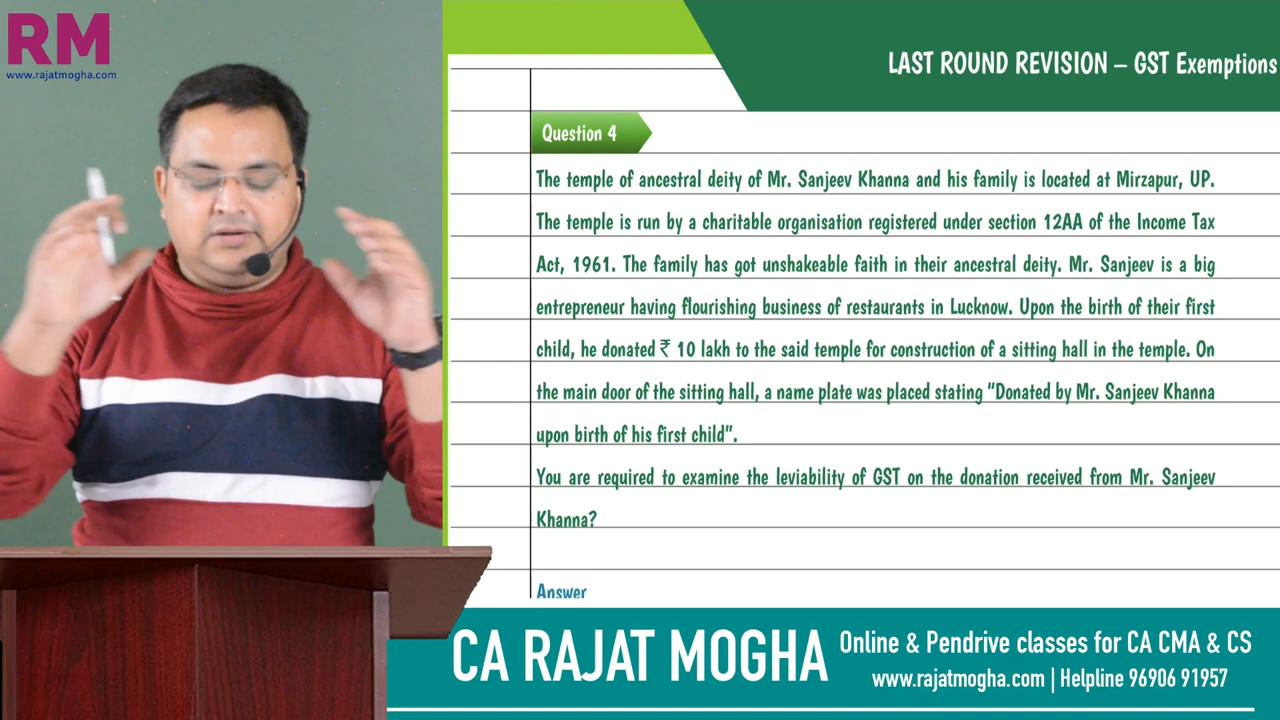 RM
www.rajatmogha.com
LAST ROUND REVISION – GST Exemptions
Question 4
The temple of ancestral deity of Mr. Sanjeev Khanna and his family is located at Mirzapur, UP.
The temple is run by a charitable organisation registered under section 12AA of the Income Tax
Act, 1961. The family has got unshakeable faith in their ancestral deity. Mr. Sanjeev is a big
entrepreneur having flourishing business of restaurants in Lucknow. Upon the birth of their first
child, he donated ₹ 10 lakh to the said temple for construction of a sitting hall in the temple. On
the main door of the sitting hall, a name plate was placed stating “Donated by Mr. Sanjeev Khanna
upon birth of his first child”.
You are required to examine the leviability of GST on the donation received from Mr. Sanjeev
Khanna?
Answer
CA RAJAT MOGHA
Online & Pendrive classes for CA CMA & CS
www.rajatmogha.com | Helpline 96906 91957